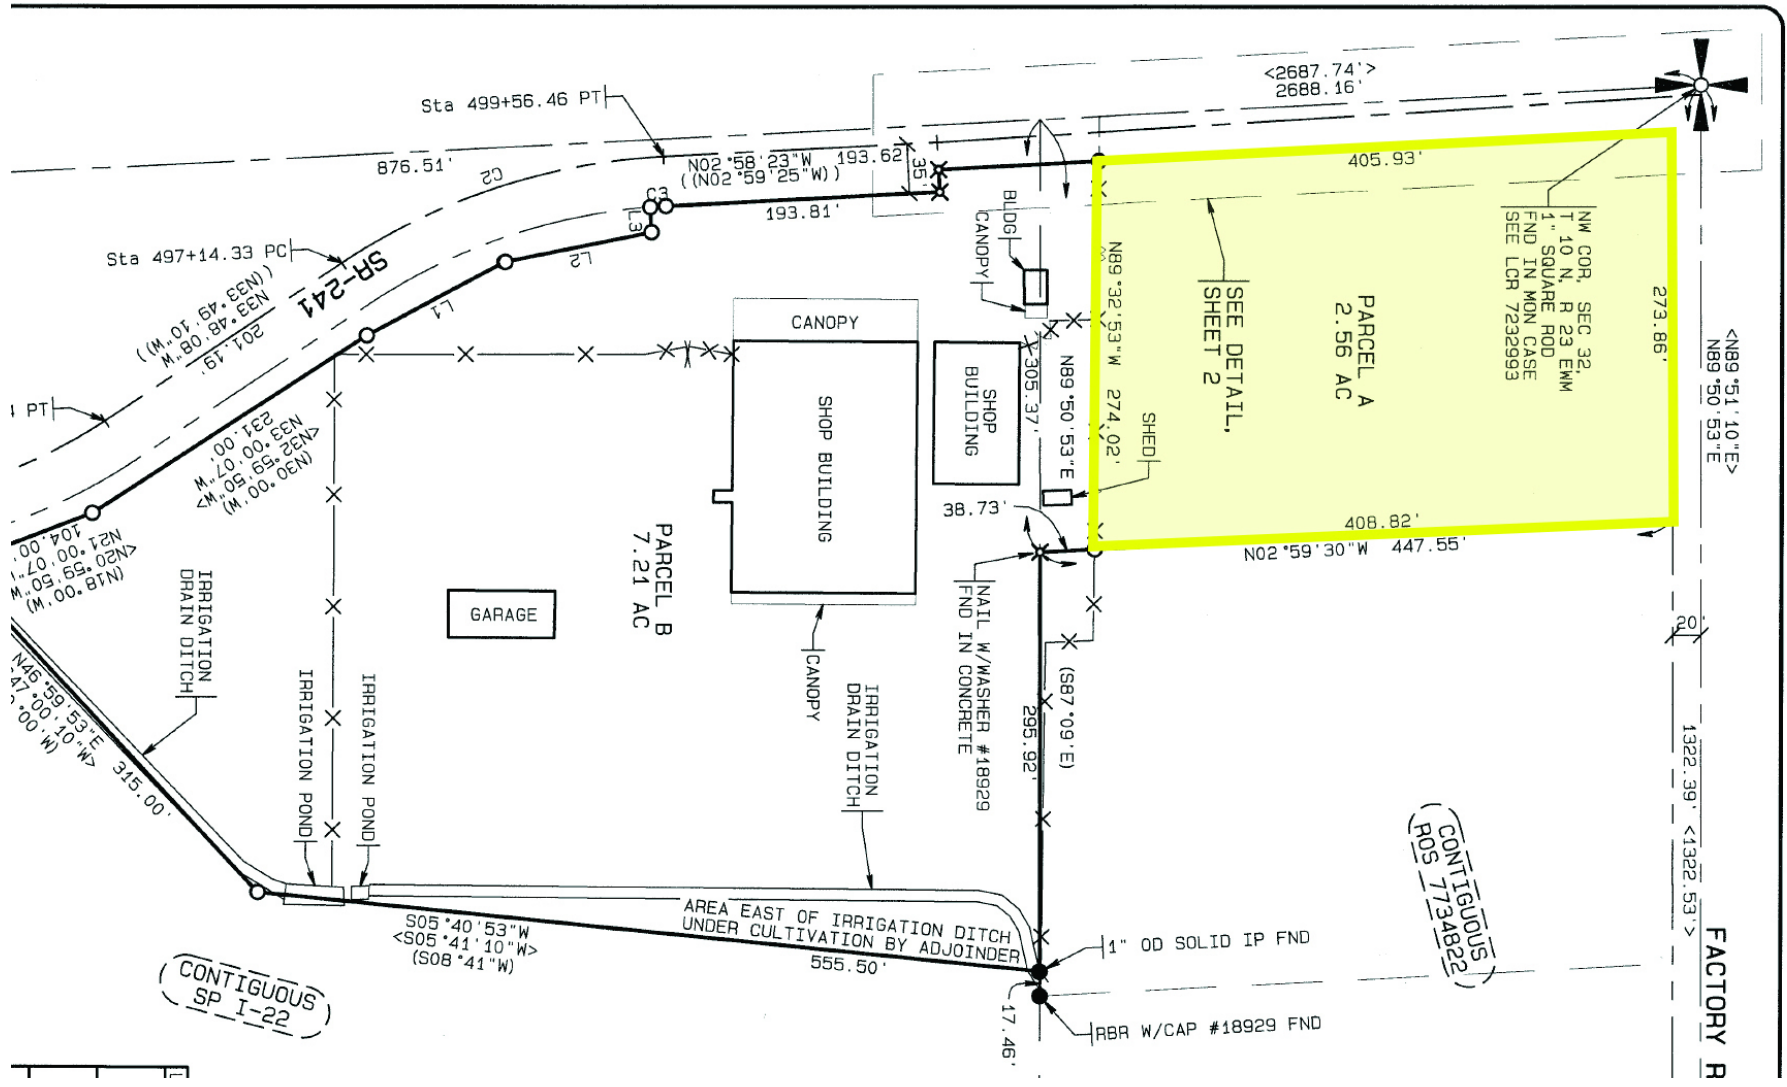 <2687.74'>
2688.16'
Sta 499+56.46 PT
876.51'
C2
N02°58'23"W 193.62
((N02°59'25"W))
35'
193.81'
C3
L3
L2
L1
405.93'
Sta 497+14.33 PC
SR-241
201.19'
N33°48'08"W
((N33°49'10"W))
PT
231.00'
N33°00'07"W
<N32°59'50"W>
(N30°00'W)
104.00'
N21°00'07"
<N20°59'50"W
(N18°00'W)
BLDG
CANOPY
CANOPY
SHOP BUILDING
SHOP
BUILDING
305.37'
N89°50'53"E
N89°32'53"W 274.02'
SHED
38.73'
SEE DETAIL,
SHEET 2
PARCEL A
2.56 AC
NW COR, SEC 32,
T 10 N, R 23 EWM
1" SQUARE ROD
FND IN MON CASE
SEE LCR 7232993
273.86'
<N89°51'10"E>
N89°50'53"E
408.82'
N02°59'30"W 447.55'
20'
PARCEL B
7.21 AC
GARAGE
CANOPY
NAIL W/WASHER #18929
FND IN CONCRETE
(S87°09'E)
295.92'
IRRIGATION
DRAIN DITCH
IRRIGATION POND
IRRIGATION POND
IRRIGATION
DRAIN DITCH
N46°59'53"E
47°00'10"W>
°00'W)
315.00'
1322.39' <1322.53'>
CONTIGUOUS
ROS 7734822
FACTORY R
AREA EAST OF IRRIGATION DITCH
UNDER CULTIVATION BY ADJOINDER
S05°40'53"W
<S05°41'10"W>
(S08°41'W)
555.50'
1" OD SOLID IP FND
RBR W/CAP #18929 FND
17.46'
CONTIGUOUS
SP I-22